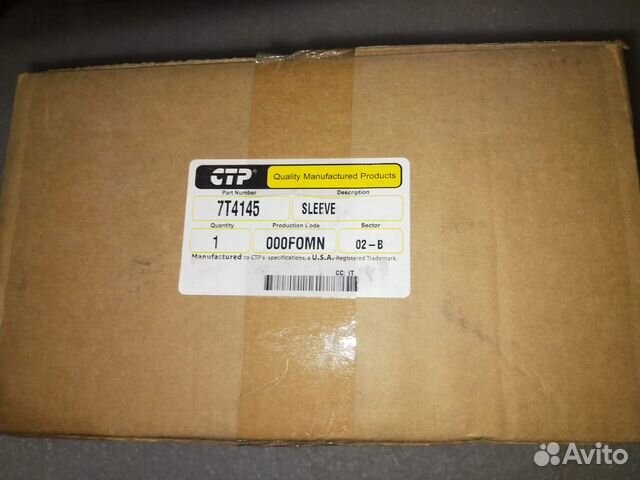 CTP®
Quality Manufactured Products
Part Number
Description
7T4145
SLEEVE
Quantity
Production Code
Sector
1
000FOMN
02-B
Manufactured to CTP's specifications, a U.S.A. Registered Trademark.
CC: IT
Avito